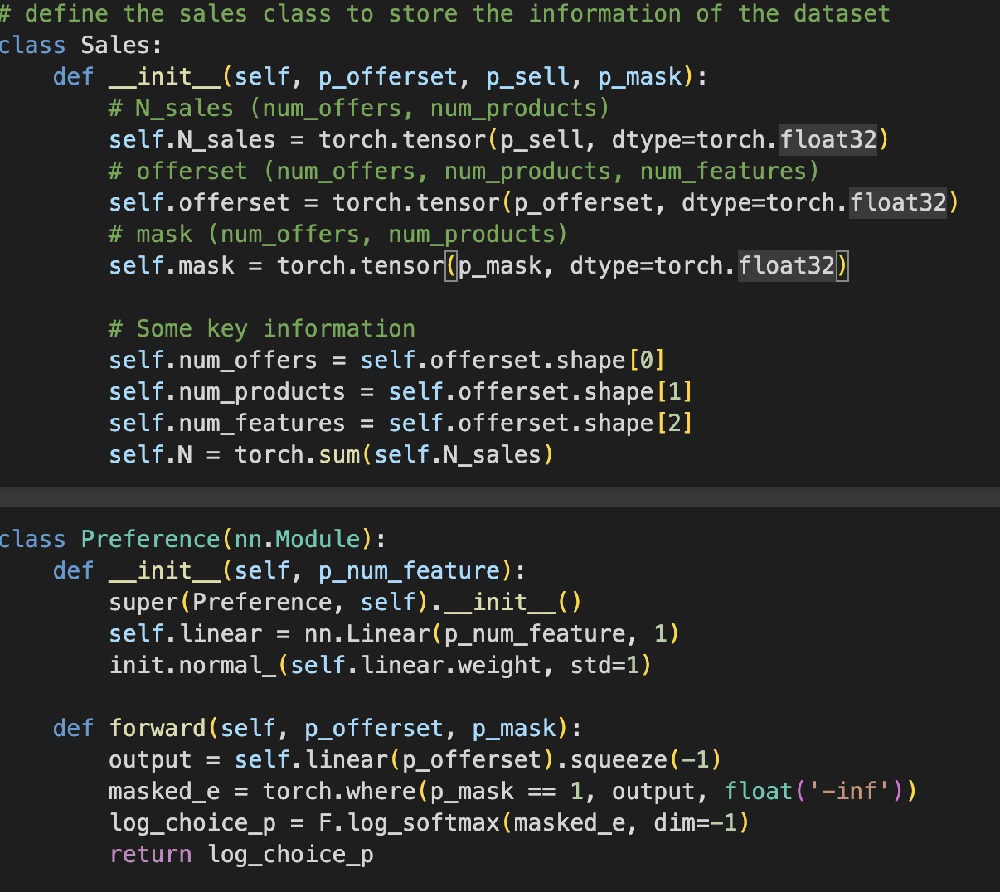 # define the sales class to store the information of the dataset
class Sales:
    def __init__(self, p_offerset, p_sell, p_mask):
        # N_sales (num_offers, num_products)
        self.N_sales = torch.tensor(p_sell, dtype=torch.float32)
        # offerset (num_offers, num_products, num_features)
        self.offerset = torch.tensor(p_offerset, dtype=torch.float32)
        # mask (num_offers, num_products)
        self.mask = torch.tensor(p_mask, dtype=torch.float32)

        # Some key information
        self.num_offers = self.offerset.shape[0]
        self.num_products = self.offerset.shape[1]
        self.num_features = self.offerset.shape[2]
        self.N = torch.sum(self.N_sales)

class Preference(nn.Module):
    def __init__(self, p_num_feature):
        super(Preference, self).__init__()
        self.linear = nn.Linear(p_num_feature, 1)
        init.normal_(self.linear.weight, std=1)

    def forward(self, p_offerset, p_mask):
        output = self.linear(p_offerset).squeeze(-1)
        masked_e = torch.where(p_mask == 1, output, float('-inf'))
        log_choice_p = F.log_softmax(masked_e, dim=-1)
        return log_choice_p